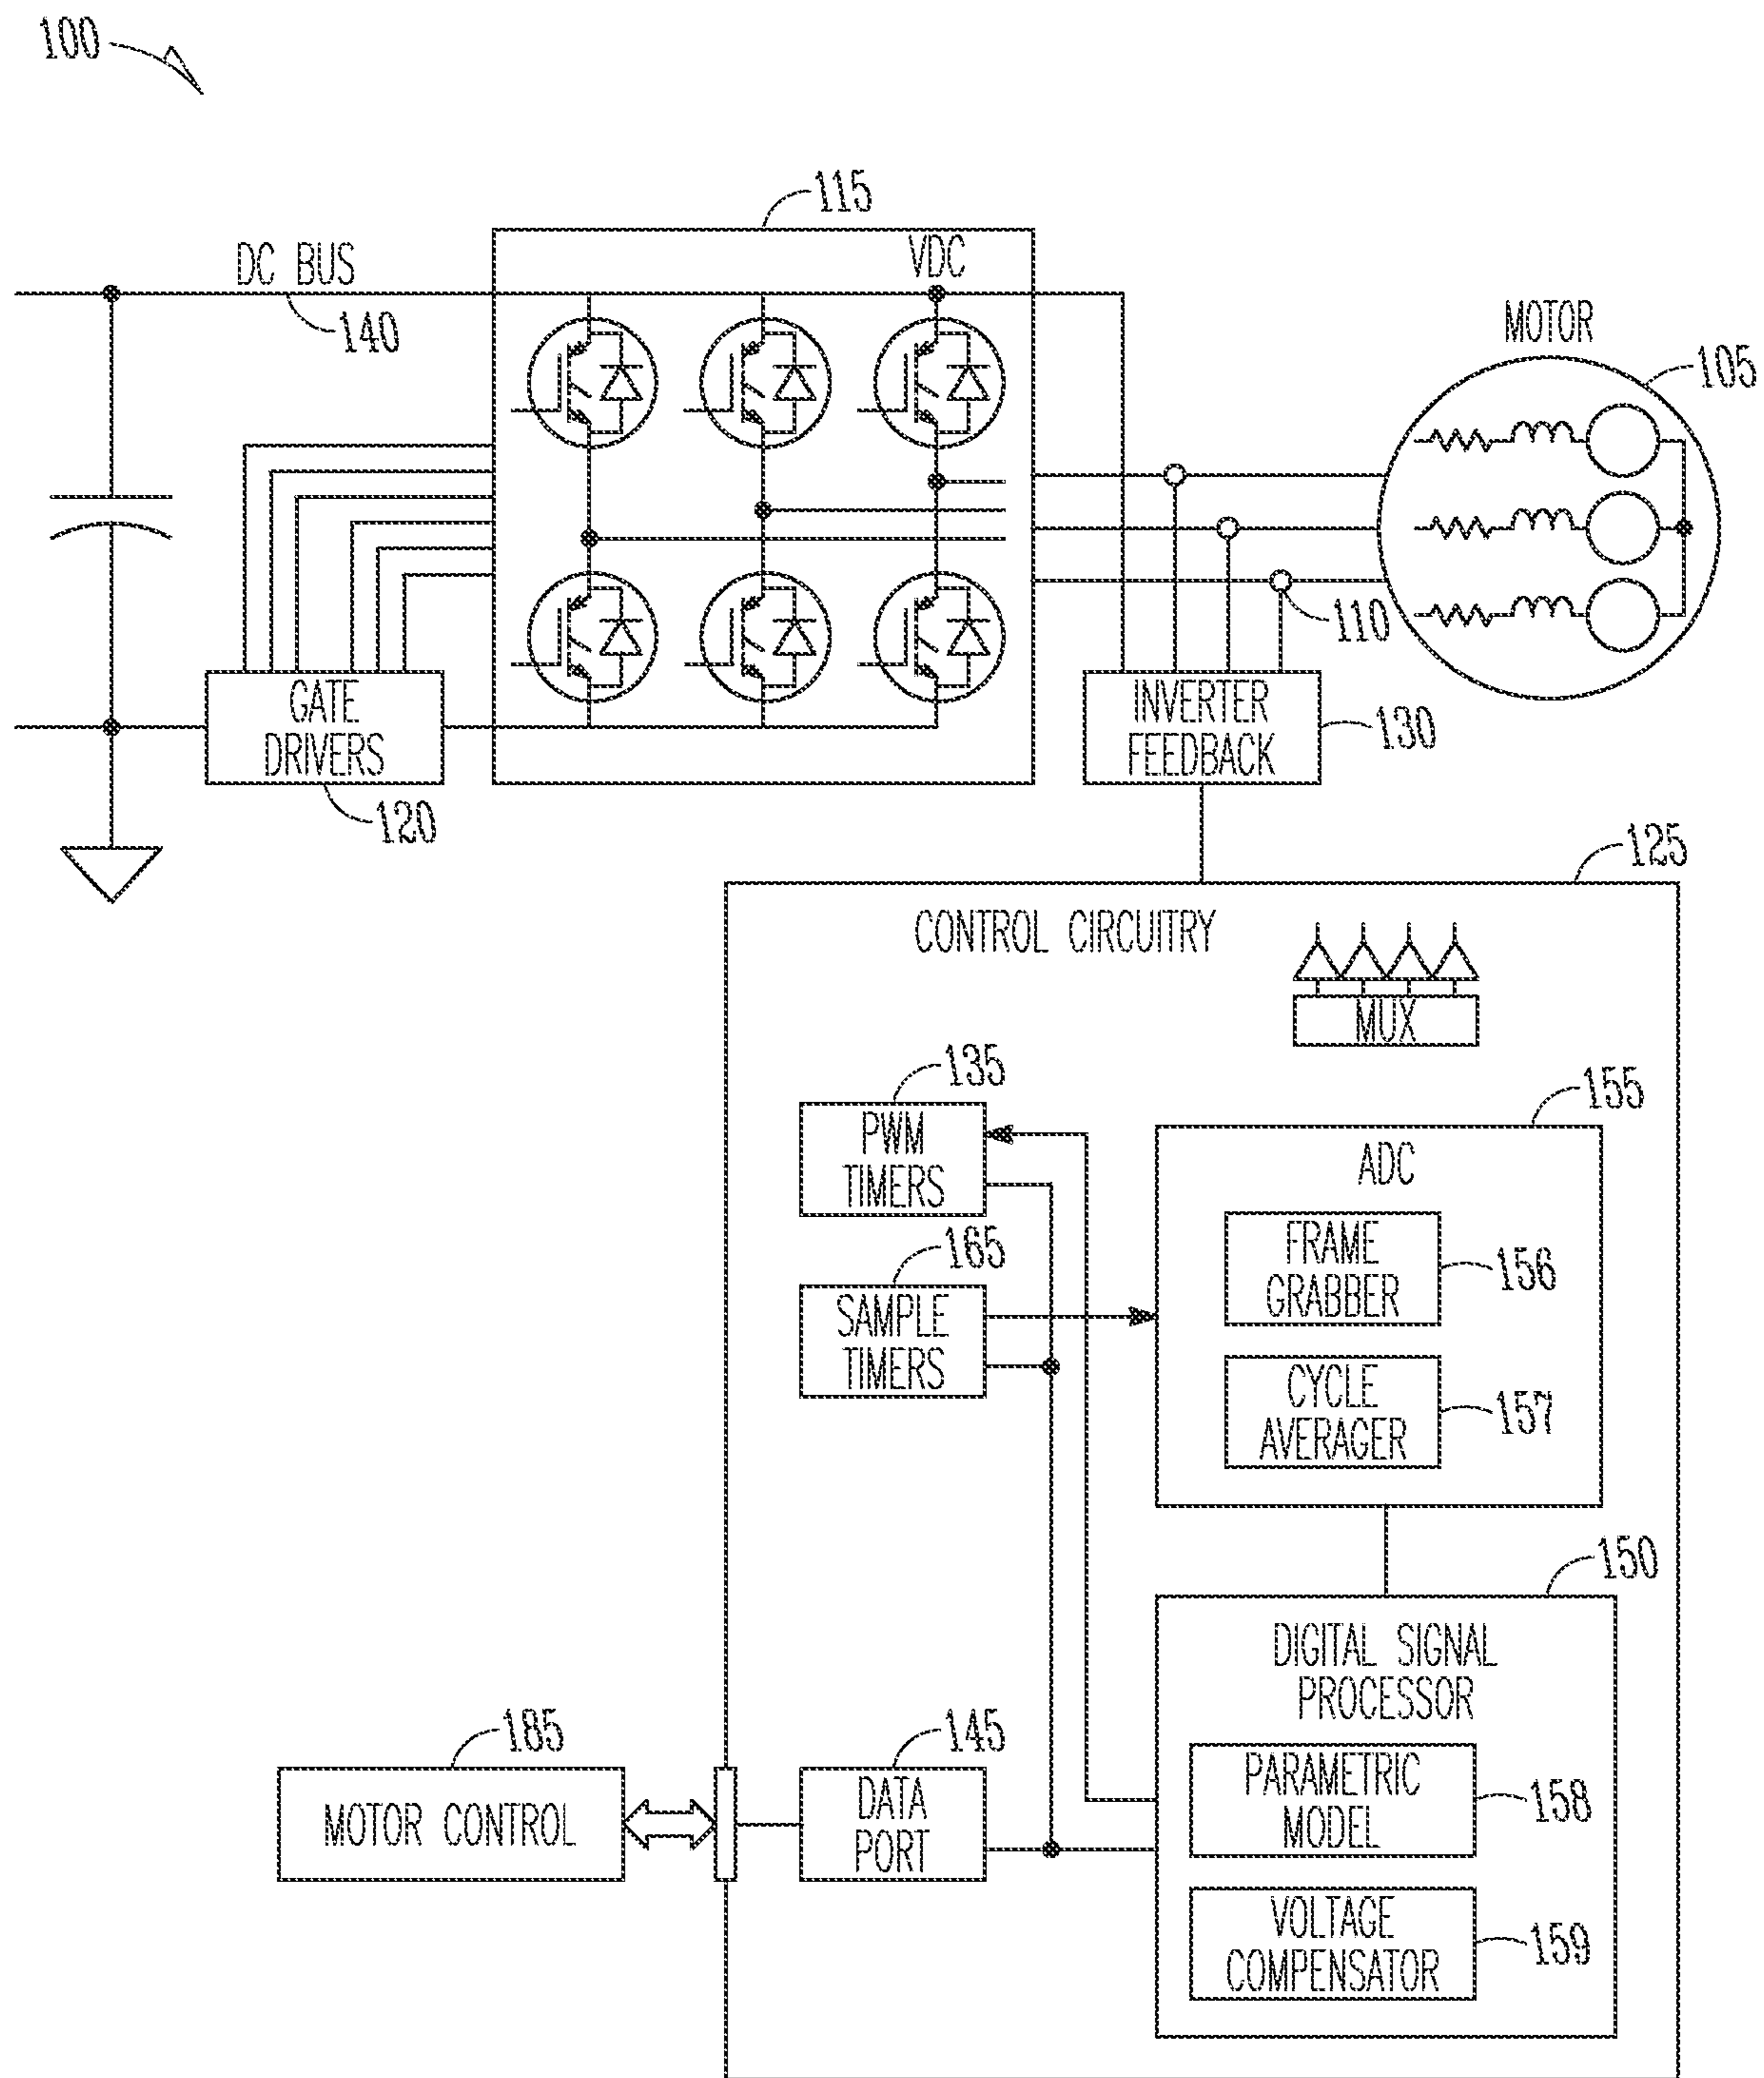 100
115
DC BUS
VDC
140
MOTOR
105
110
GATE
DRIVERS
120
INVERTER
FEEDBACK
130
125
CONTROL CIRCUITRY
MUX
135
PWM
TIMERS
155
ADC
165
SAMPLE
TIMERS
FRAME
GRABBER
156
CYCLE
AVERAGER
157
150
DIGITAL SIGNAL
PROCESSOR
185
MOTOR CONTROL
145
DATA
PORT
PARAMETRIC
MODEL
158
VOLTAGE
COMPENSATOR
159